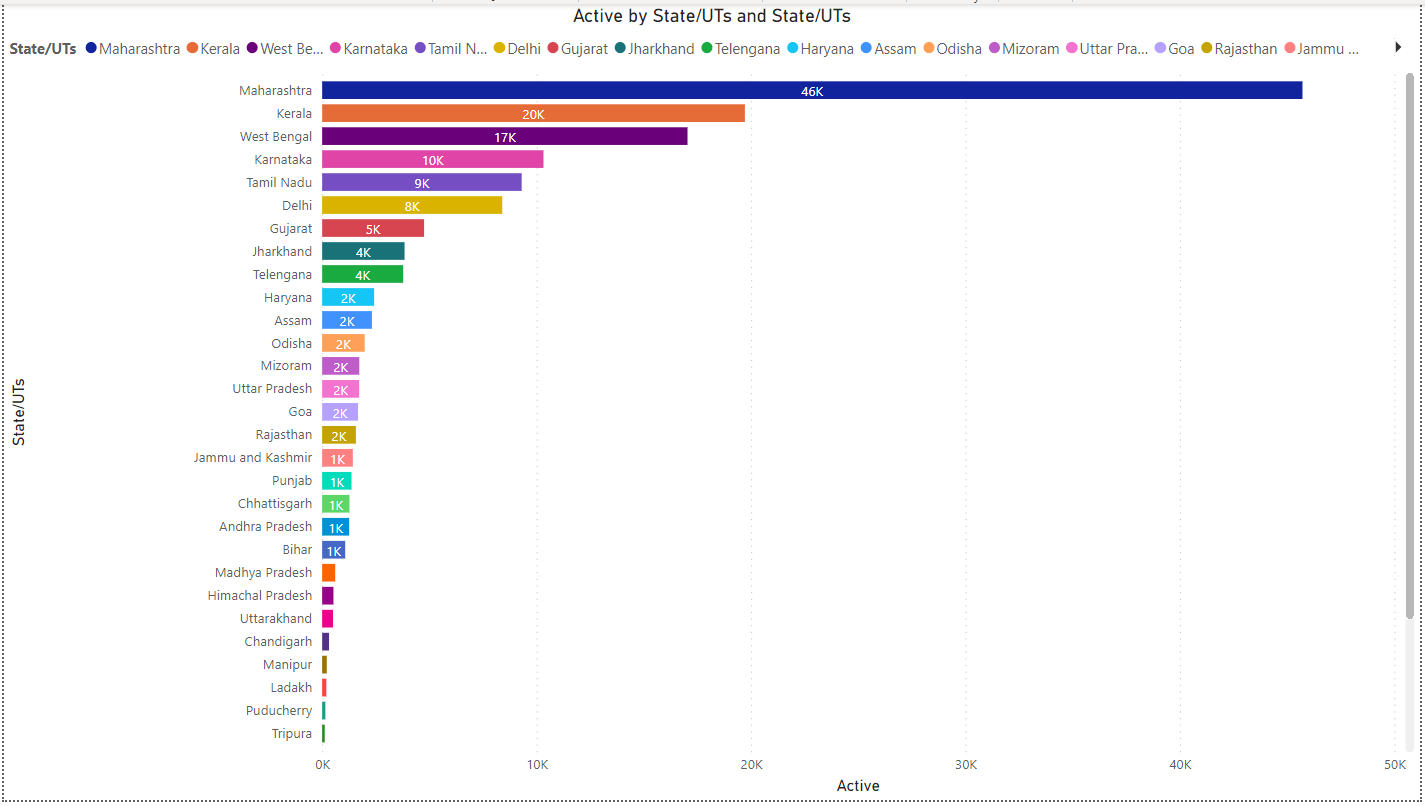 Active by State/UTs and State/UTs
State/UTs Maharashtra Kerala West Be... Karnataka Tamil N... Delhi Gujarat Jharkhand Telengana Haryana Assam Odisha Mizoram Uttar Pra... Goa Rajasthan Jammu ...
Maharashtra 46K
Kerala 20K
West Bengal 17K
Karnataka 10K
Tamil Nadu 9K
Delhi 8K
Gujarat 5K
Jharkhand 4K
Telengana 4K
Haryana 2K
Assam 2K
Odisha 2K
Mizoram 2K
Uttar Pradesh 2K
Goa 2K
Rajasthan 2K
Jammu and Kashmir 1K
Punjab 1K
Chhattisgarh 1K
Andhra Pradesh 1K
Bihar 1K
Madhya Pradesh
Himachal Pradesh
Uttarakhand
Chandigarh
Manipur
Ladakh
Puducherry
Tripura
State/UTs
0K 10K 20K 30K 40K 50K
Active